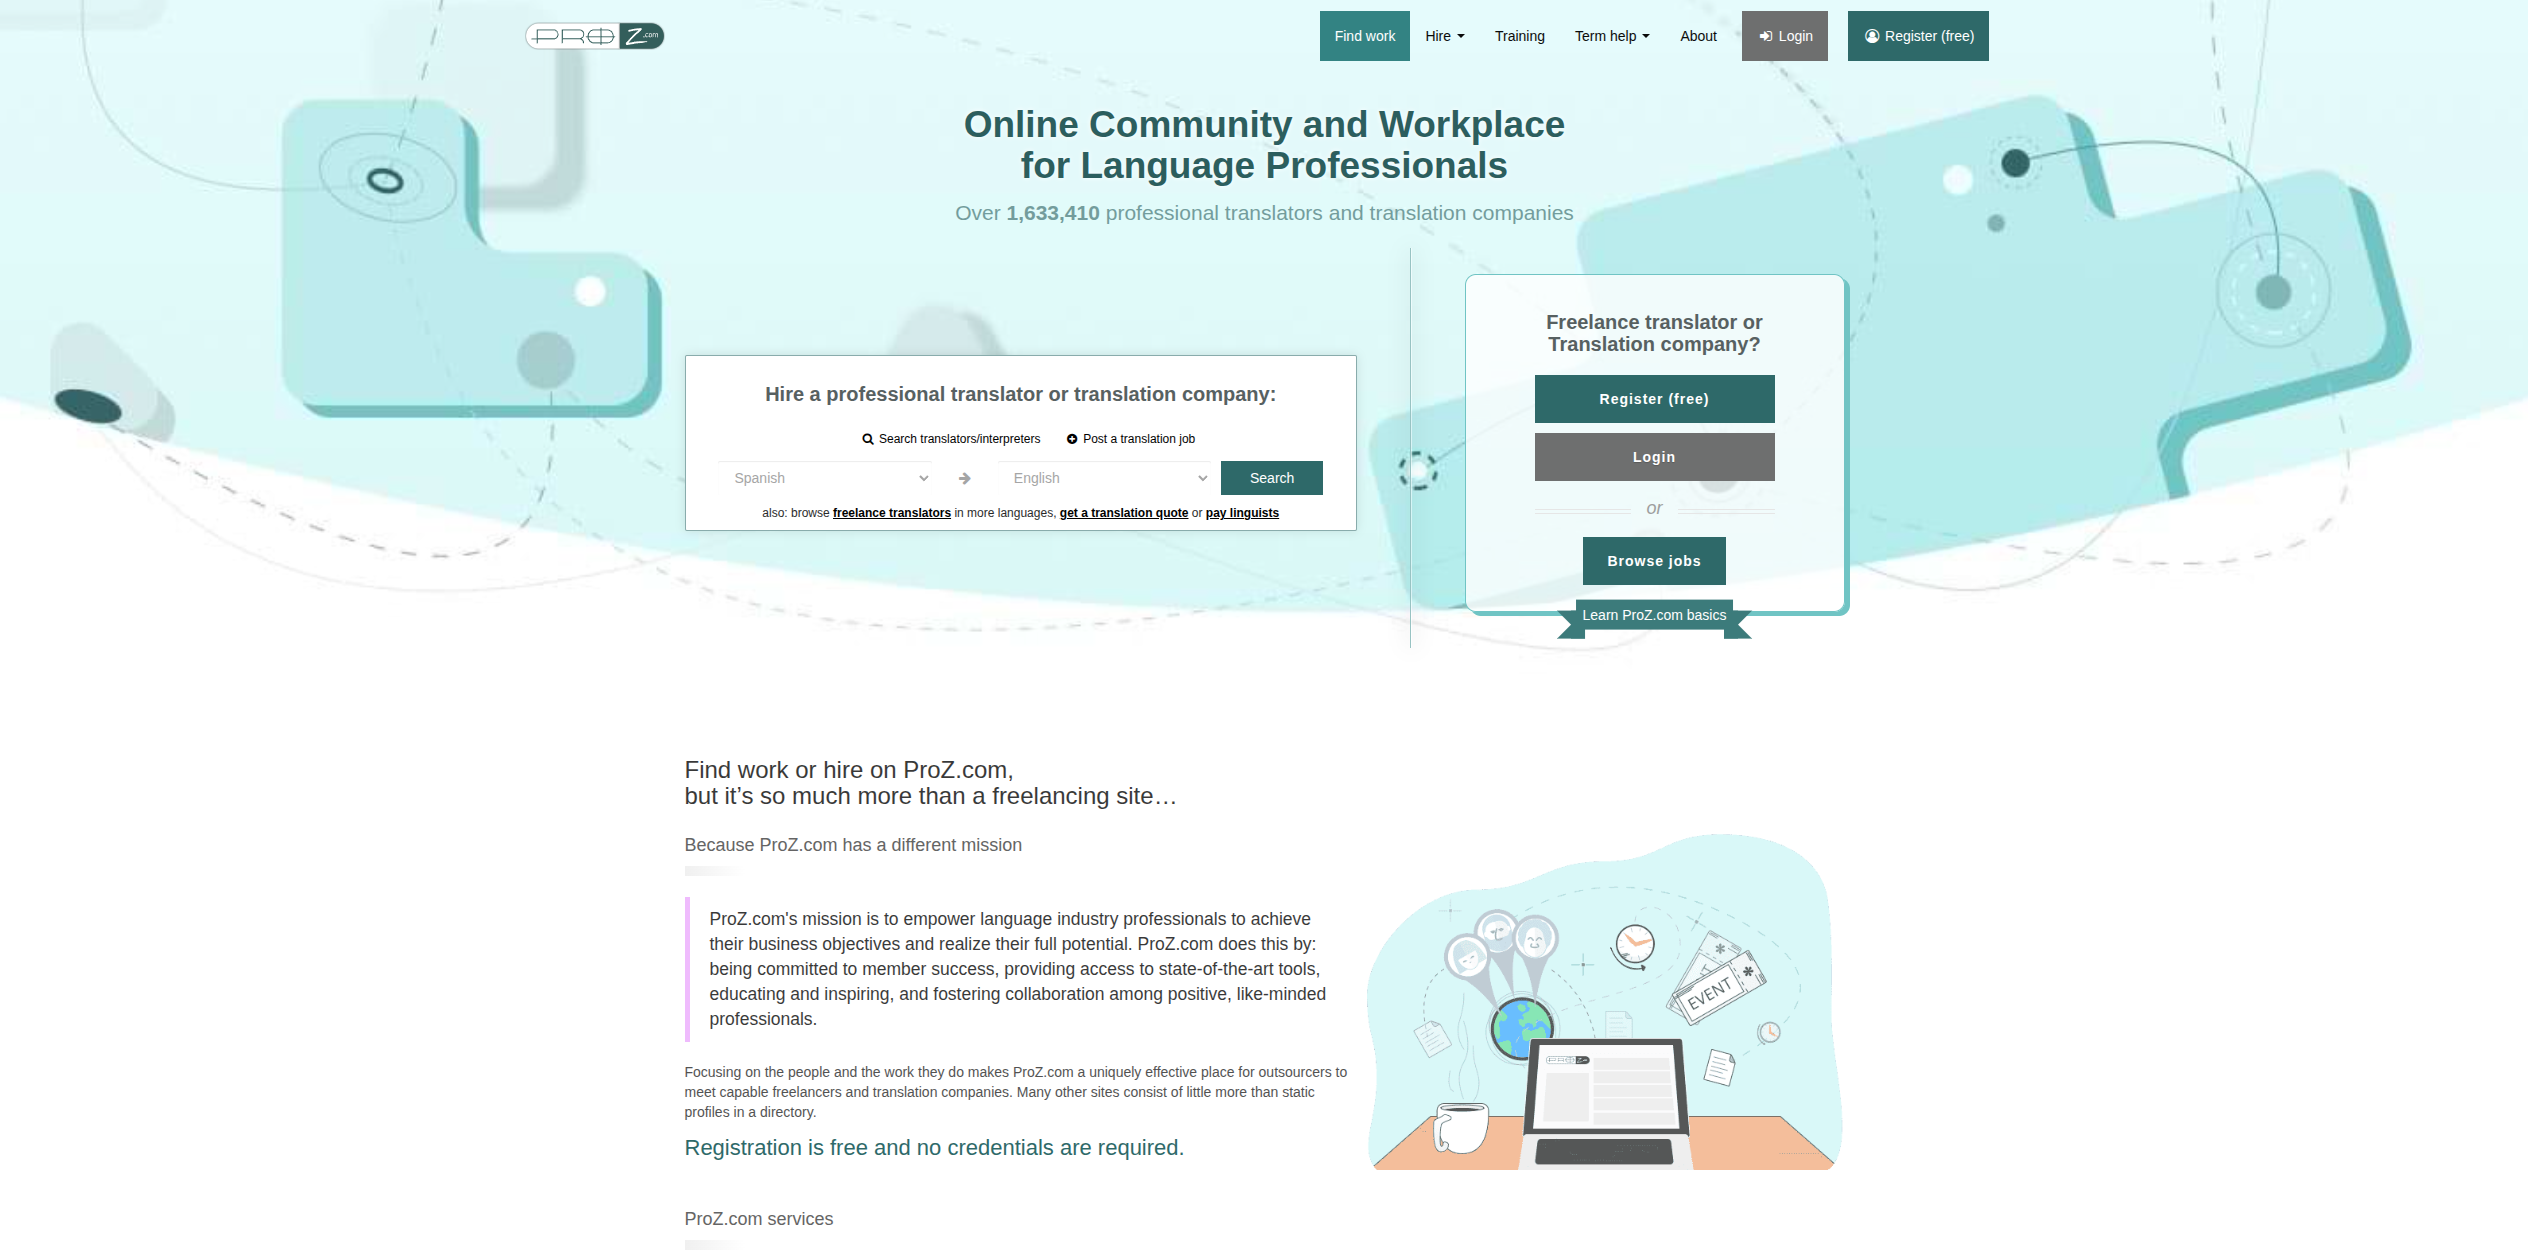 PROZ.com
Find work
Hire
Training
Term help
About
Login
Register (free)
Online Community and Workplace
for Language Professionals
Over 1,633,410 professional translators and translation companies
Hire a professional translator or translation company:
Search translators/interpreters
Post a translation job
Spanish
English
Search
also: browse freelance translators in more languages, get a translation quote or pay linguists
Freelance translator or
Translation company?
Register (free)
Login
or
Browse jobs
Learn ProZ.com basics
Find work or hire on ProZ.com,
but it’s so much more than a freelancing site…
Because ProZ.com has a different mission
ProZ.com's mission is to empower language industry professionals to achieve
their business objectives and realize their full potential. ProZ.com does this by:
being committed to member success, providing access to state-of-the-art tools,
educating and inspiring, and fostering collaboration among positive, like-minded
professionals.
Focusing on the people and the work they do makes ProZ.com a uniquely effective place for outsourcers to
meet capable freelancers and translation companies. Many other sites consist of little more than static
profiles in a directory.
Registration is free and no credentials are required.
EVENT
PROZ
ProZ.com services